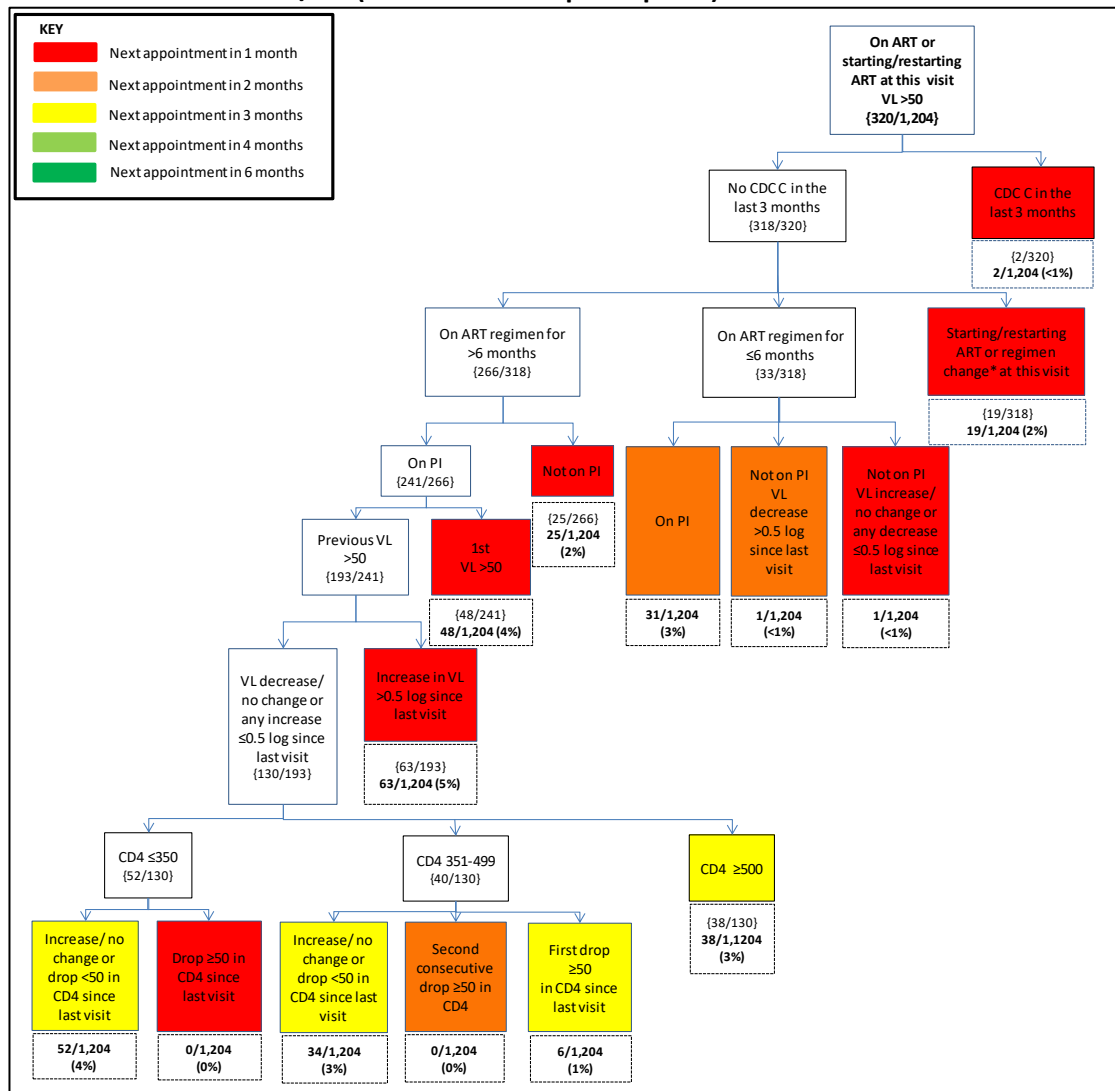 KEY
Next appointment in 1 month
Next appointment in 2 months
Next appointment in 3 months
Next appointment in 4 months
Next appointment in 6 months
On ART or
starting/restarting
ART at this visit
VL >50
{320/1,204}
No CDC C in the
last 3 months
{318/320}
CDC C in the
last 3 months
{2/320}
2/1,204 (<1%)
On ART regimen for
>6 months
{266/318}
On ART regimen for
≤6 months
{33/318}
Starting/restarting
ART or regimen
change* at this visit
{19/318}
19/1,204 (2%)
On PI
{241/266}
Not on PI
{25/266}
25/1,204
(2%)
On PI
31/1,204
(3%)
Not on PI
VL
decrease
>0.5 log
since last
visit
1/1,204
(<1%)
Not on PI
VL increase/
no change or
any decrease
≤0.5 log since
last visit
1/1,204
(<1%)
Previous VL
>50
{193/241}
1st
VL >50
{48/241}
48/1,204 (4%)
VL decrease/
no change or
any increase
≤0.5 log since
last visit
{130/193}
Increase in VL
>0.5 log since
last visit
{63/193}
63/1,204 (5%)
CD4 ≤350
{52/130}
CD4 351-499
{40/130}
CD4 ≥500
{38/130}
38/1,1204
(3%)
Increase/ no
change or
drop <50 in
CD4 since
last visit
52/1,204
(4%)
Drop ≥50 in
CD4 since
last visit
0/1,204
(0%)
Increase/ no
change or
drop <50 in
CD4 since last
visit
34/1,204
(3%)
Second
consecutive
drop ≥50 in
CD4
0/1,204
(0%)
First drop
≥50
in CD4 since
last visit
6/1,204
(1%)